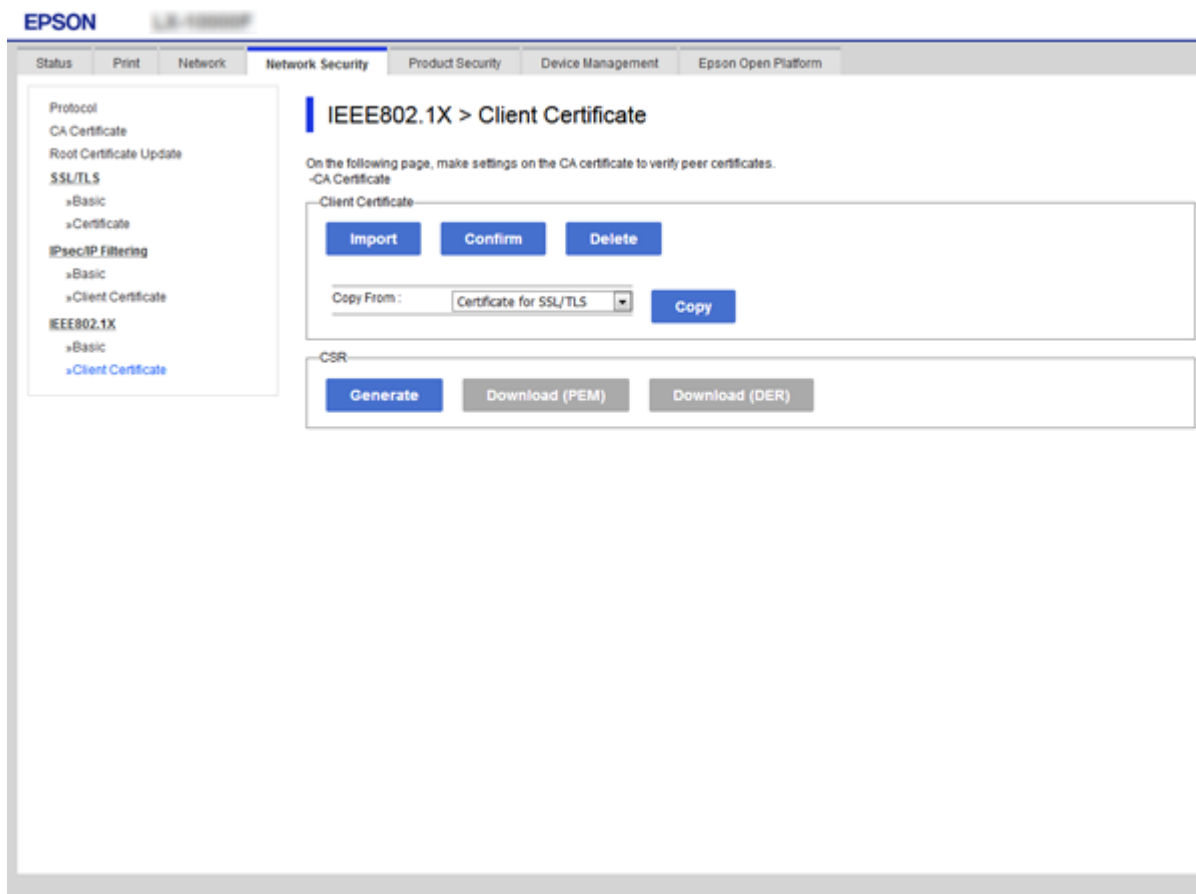 EPSON
Status Print Network Network Security Product Security Device Management Epson Open Platform
Protocol
CA Certificate
Root Certificate Update
SSL/TLS
»Basic
»Certificate
IPsec/IP Filtering
»Basic
»Client Certificate
IEEE802.1X
»Basic
»Client Certificate
IEEE802.1X > Client Certificate
On the following page, make settings on the CA certificate to verify peer certificates.
-CA Certificate
Client Certificate
Import Confirm Delete
Copy From : Certificate for SSL/TLS Copy
CSR
Generate Download (PEM) Download (DER)